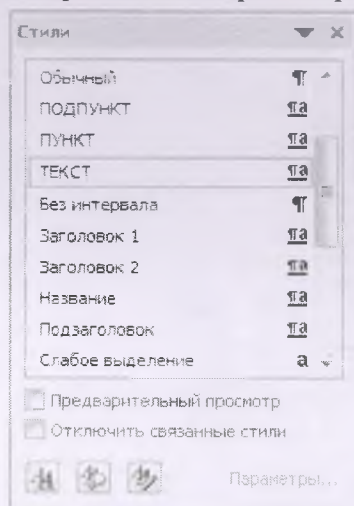 Стили
Обычный ¶
ПОДПУНКТ ¶a
ПУНКТ ¶a
ТЕКСТ ¶a
Без интервала ¶
Заголовок 1 ¶a
Заголовок 2 ¶a
Название ¶a
Подзаголовок ¶a
Слабое выделение a
Предварительный просмотр
Отключить связанные стили
Параметры...